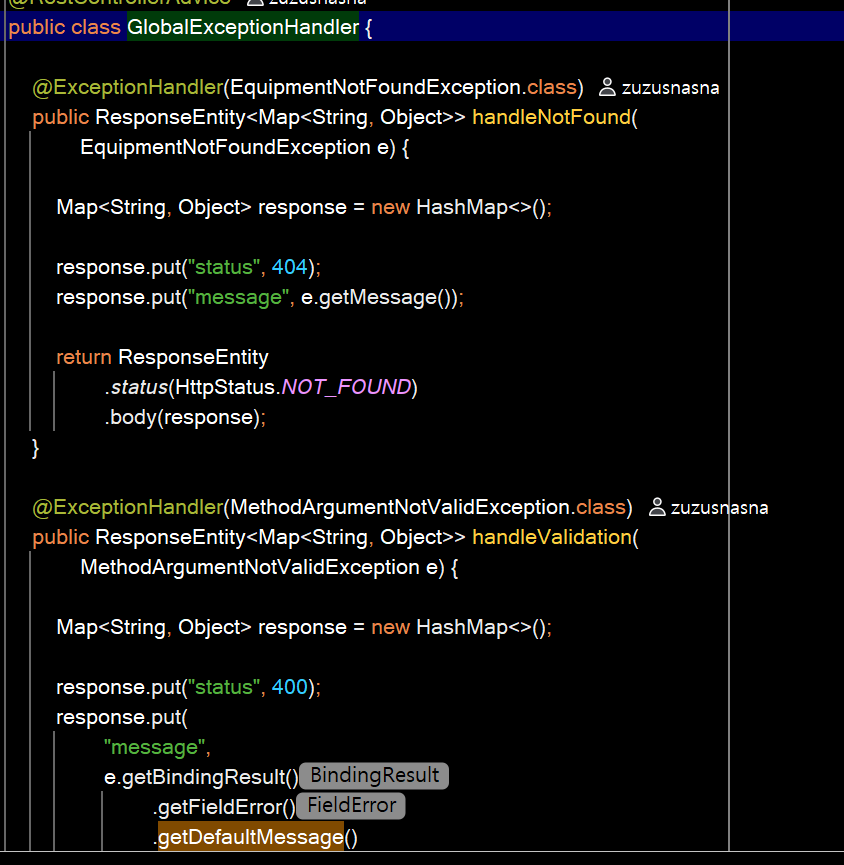 @RestControllerAdvice zuzusnasna
public class GlobalExceptionHandler {
@ExceptionHandler(EquipmentNotFoundException.class) zuzusnasna
public ResponseEntity<Map<String, Object>> handleNotFound(
EquipmentNotFoundException e) {
Map<String, Object> response = new HashMap<>();
response.put("status", 404);
response.put("message", e.getMessage());
return ResponseEntity
.status(HttpStatus.NOT_FOUND)
.body(response);
}
@ExceptionHandler(MethodArgumentNotValidException.class) zuzusnasna
public ResponseEntity<Map<String, Object>> handleValidation(
MethodArgumentNotValidException e) {
Map<String, Object> response = new HashMap<>();
response.put("status", 400);
response.put(
"message",
e.getBindingResult() BindingResult
.getFieldError() FieldError
.getDefaultMessage()